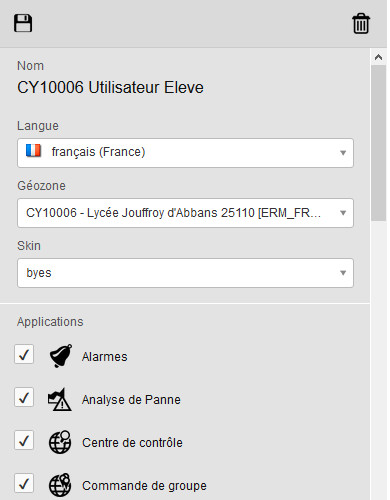 Nom
CY10006 Utilisateur Eleve
Langue
français (France)
Géozone
CY10006 - Lycée Jouffroy d'Abbans 25110 [ERM_FR...
Skin
byes
Applications
Alarmes
Analyse de Panne
Centre de contrôle
Commande de groupe